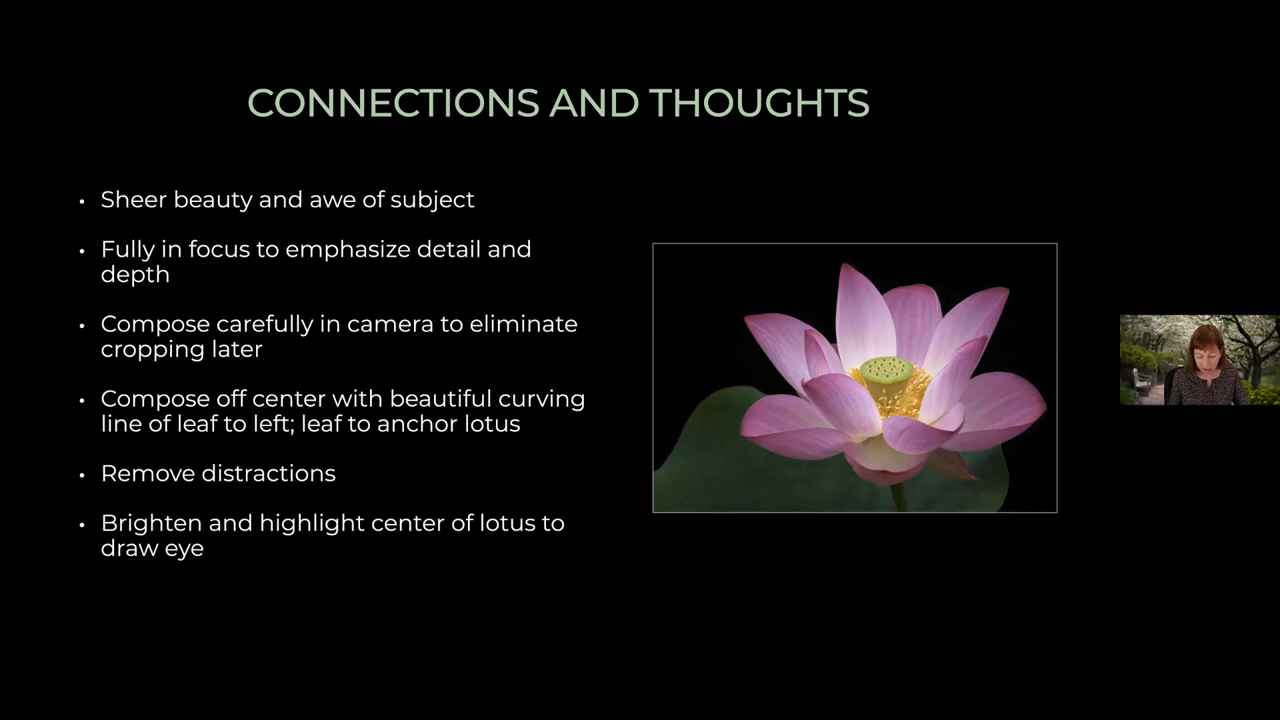 CONNECTIONS AND THOUGHTS
• Sheer beauty and awe of subject
• Fully in focus to emphasize detail and
depth
• Compose carefully in camera to eliminate
cropping later
• Compose off center with beautiful curving
line of leaf to left; leaf to anchor lotus
• Remove distractions
• Brighten and highlight center of lotus to
draw eye